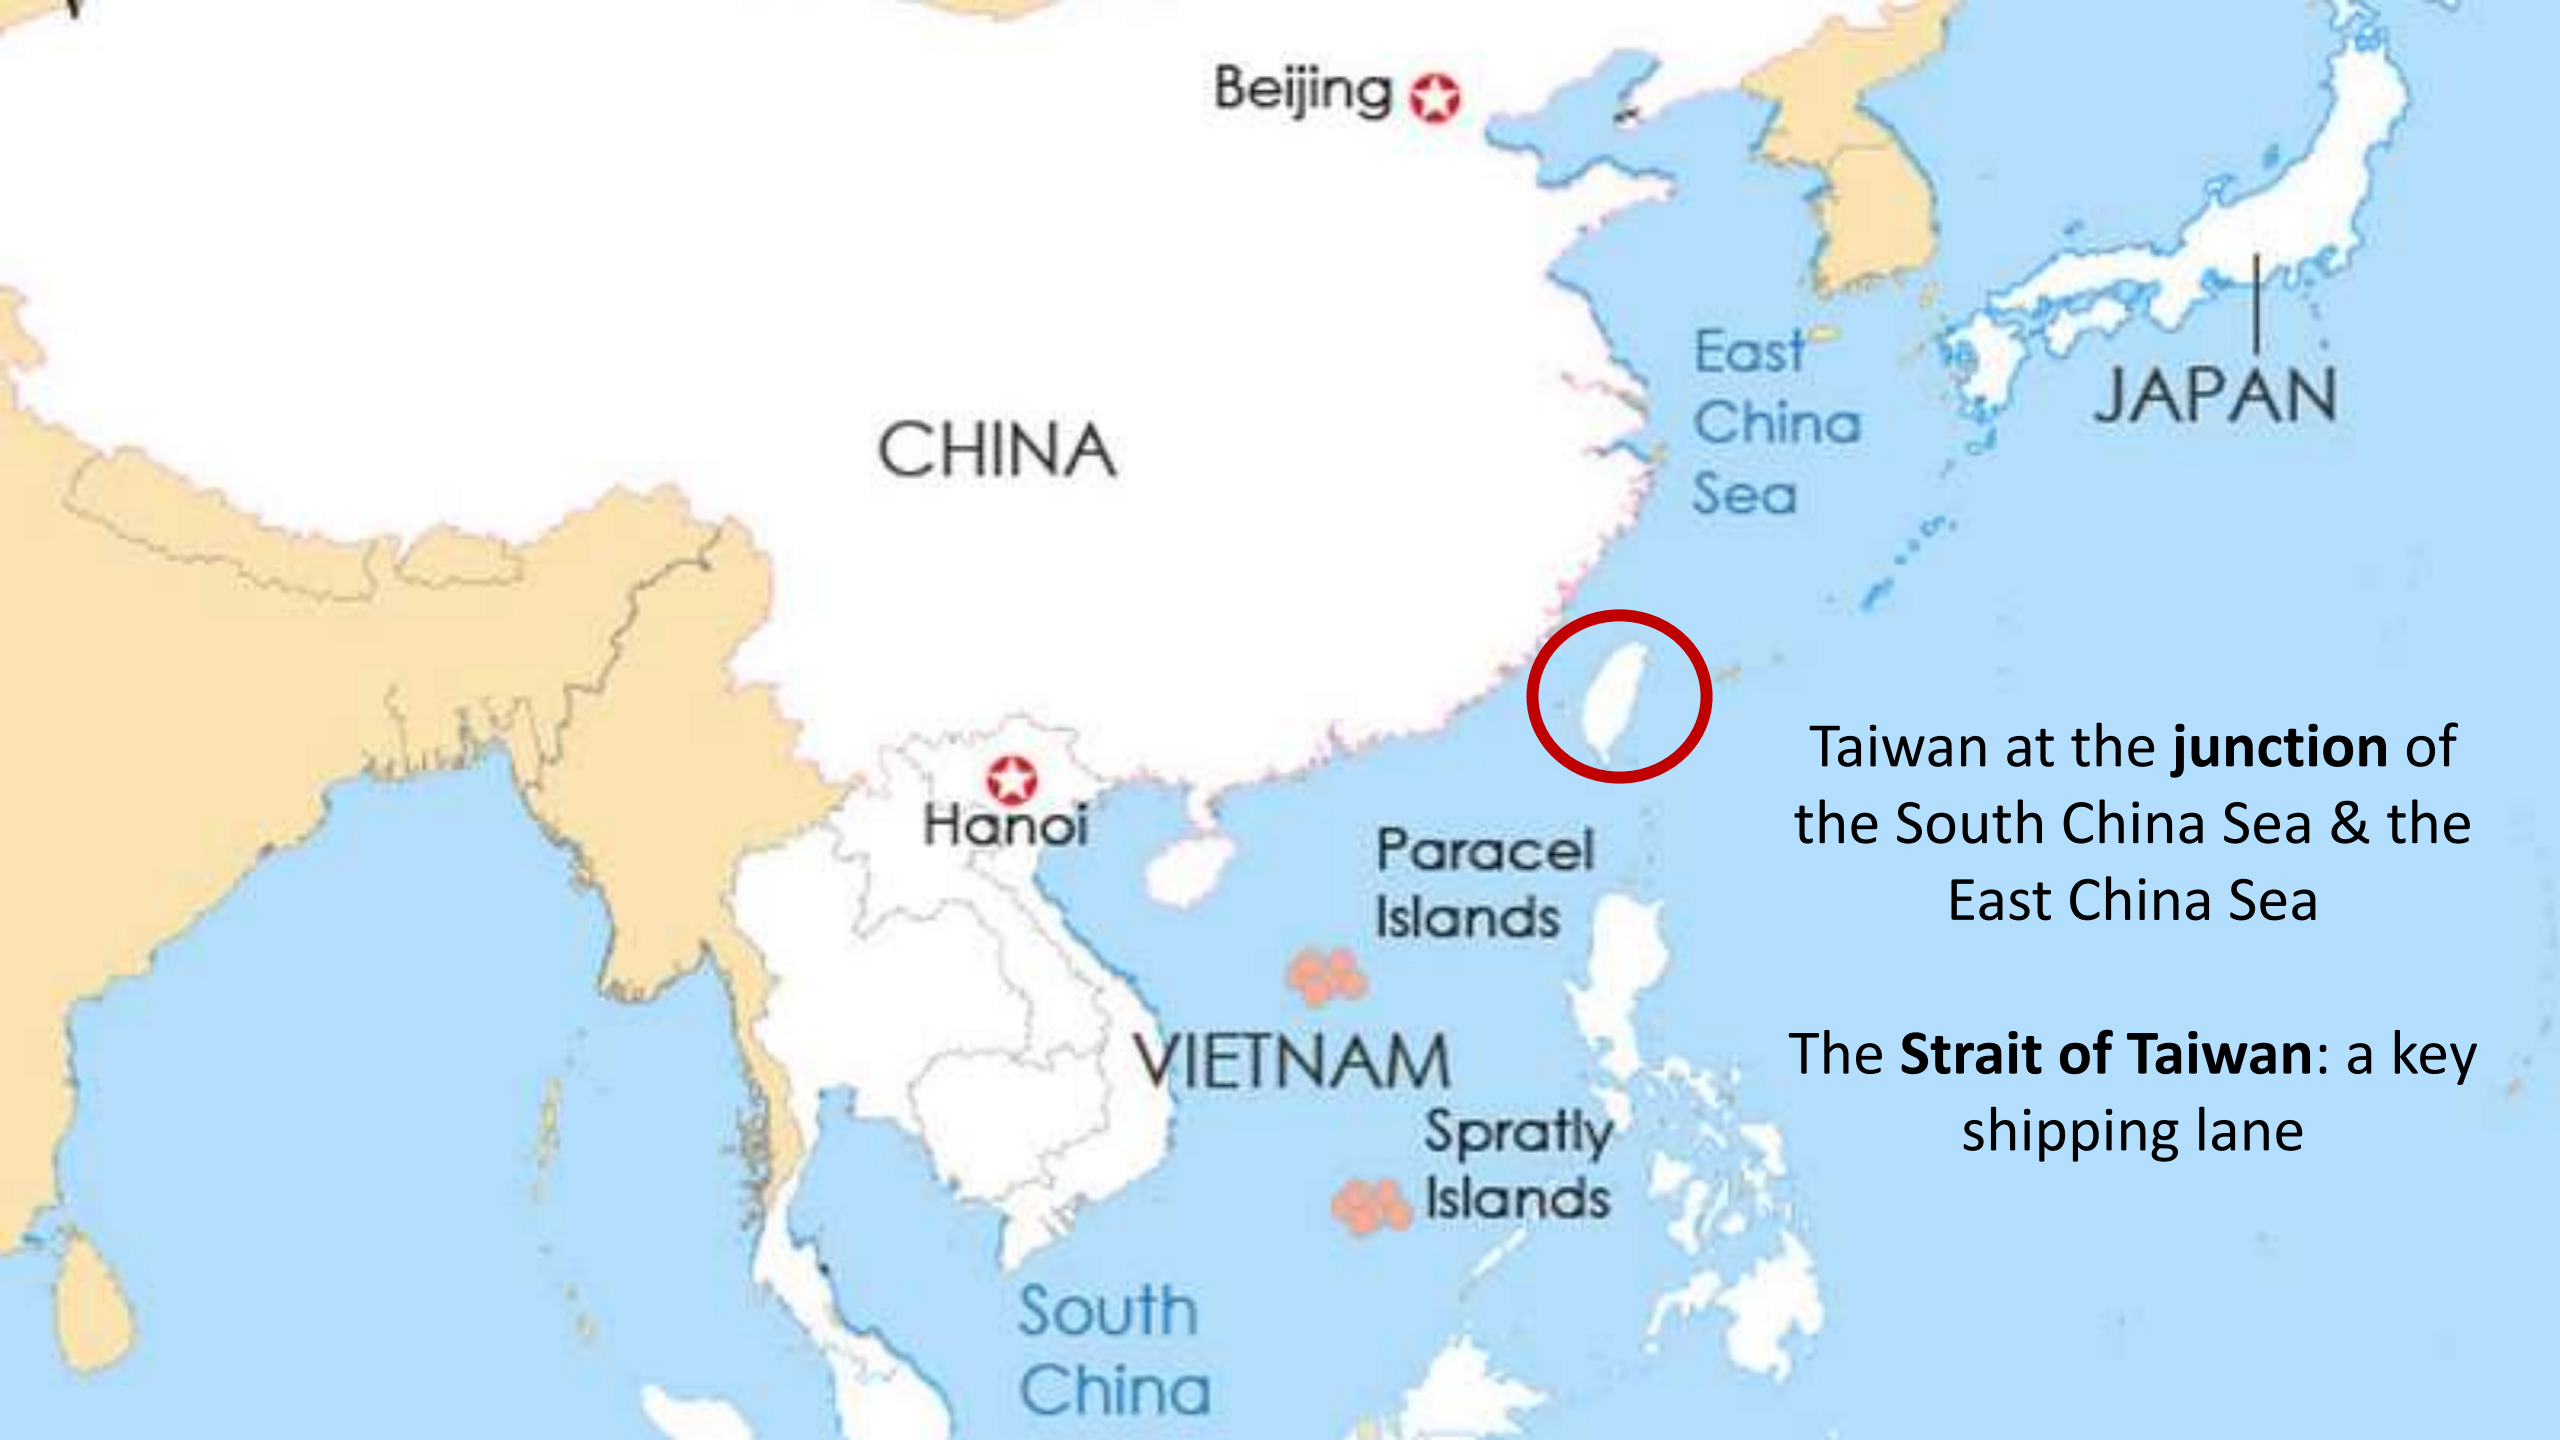 Beijing
East
China
Sea
JAPAN
CHINA
Hanoi
Taiwan at the junction of
the South China Sea & the
East China Sea
Paracel
Islands
VIETNAM
The Strait of Taiwan: a key
shipping lane
Spratly
Islands
South
China